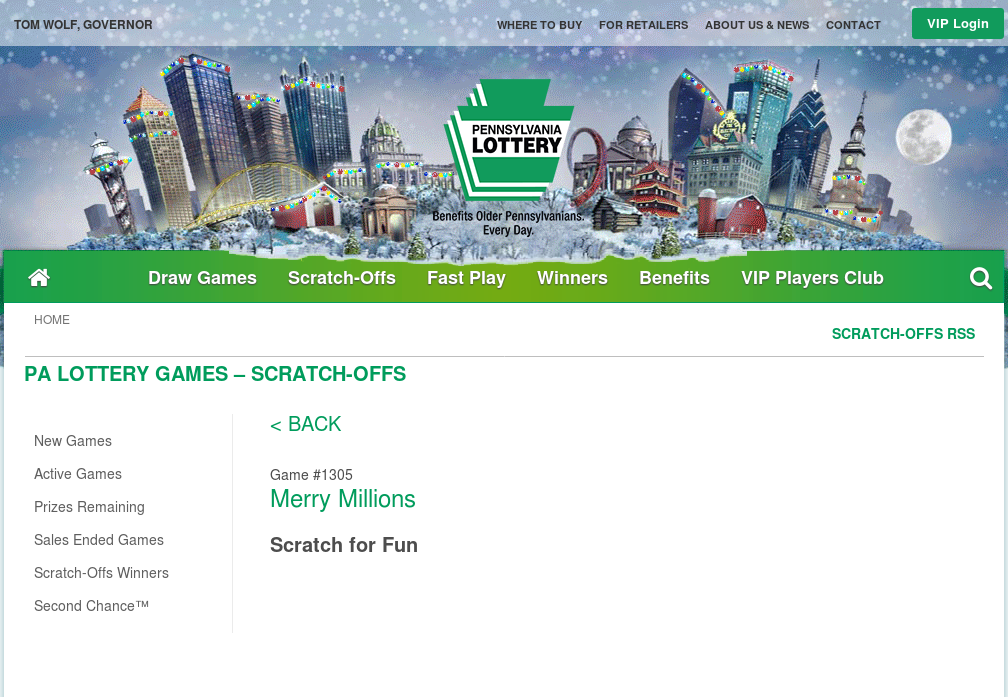 TOM WOLF, GOVERNOR
WHERE TO BUY FOR RETAILERS ABOUT US & NEWS CONTACT
VIP Login
PENNSYLVANIA
LOTTERY
Benefits Older Pennsylvanians.
Every Day.
Draw Games Scratch-Offs Fast Play Winners Benefits VIP Players Club
HOME
SCRATCH-OFFS RSS
PA LOTTERY GAMES – SCRATCH-OFFS
New Games
Active Games
Prizes Remaining
Sales Ended Games
Scratch-Offs Winners
Second Chance™
< BACK
Game #1305
Merry Millions
Scratch for Fun